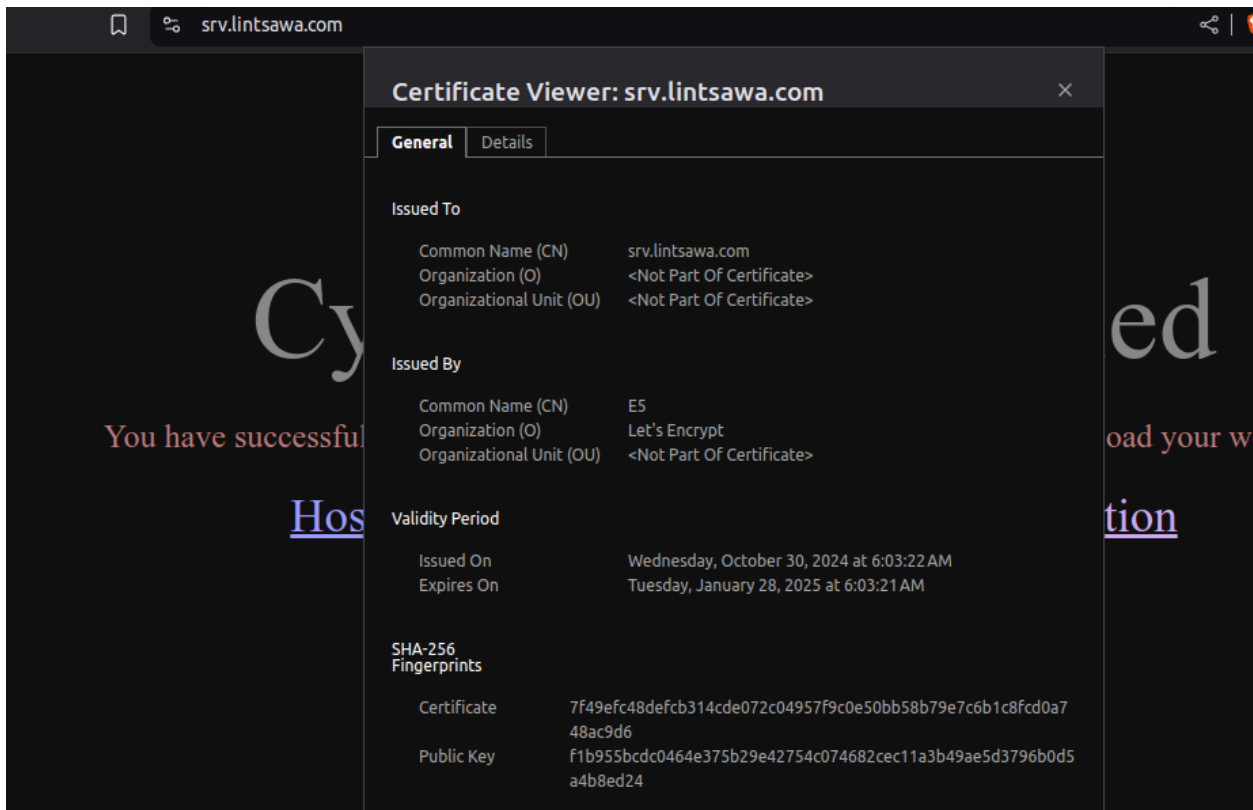 srv.lintsawa.com
Certificate Viewer: srv.lintsawa.com
General Details
Issued To
Common Name (CN) srv.lintsawa.com
Organization (O) <Not Part Of Certificate>
Organizational Unit (OU) <Not Part Of Certificate>
Cy ed
Issued By
Common Name (CN) E5
Organization (O) Let's Encrypt
Organizational Unit (OU) <Not Part Of Certificate>
You have successful oad your w
Hos tion
Validity Period
Issued On Wednesday, October 30, 2024 at 6:03:22 AM
Expires On Tuesday, January 28, 2025 at 6:03:21 AM
SHA-256
Fingerprints
Certificate 7f49efc48defcb314cde072c04957f9c0e50bb58b79e7c6b1c8fcd0a7
48ac9d6
Public Key f1b955bcdc0464e375b29e42754c074682cec11a3b49ae5d3796b0d5
a4b8ed24